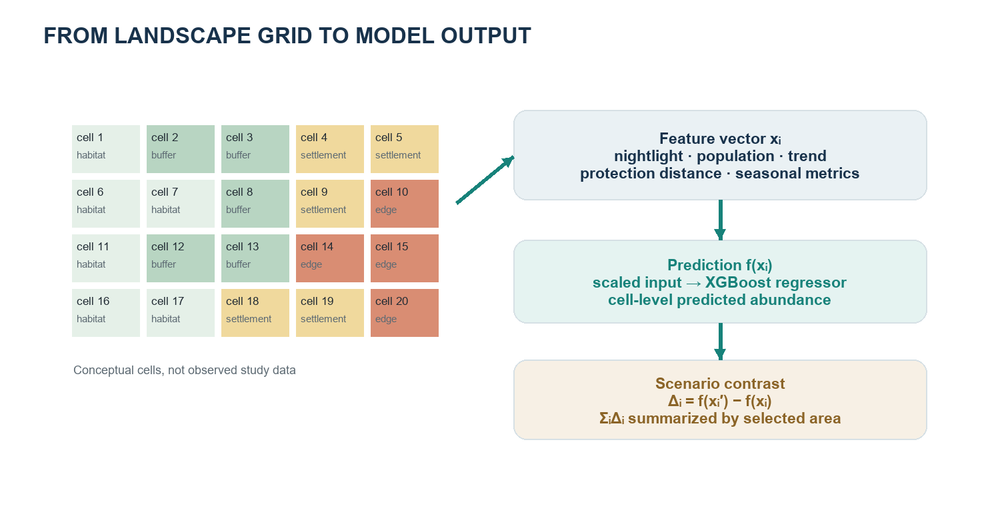 FROM LANDSCAPE GRID TO MODEL OUTPUT
cell 1
habitat
cell 2
buffer
cell 3
buffer
cell 4
settlement
cell 5
settlement
cell 6
habitat
cell 7
habitat
cell 8
buffer
cell 9
settlement
cell 10
edge
cell 11
habitat
cell 12
buffer
cell 13
buffer
cell 14
edge
cell 15
edge
cell 16
habitat
cell 17
habitat
cell 18
settlement
cell 19
settlement
cell 20
edge
Conceptual cells, not observed study data
Feature vector xᵢ
nightlight · population · trend
protection distance · seasonal metrics
Prediction f(xᵢ)
scaled input → XGBoost regressor
cell-level predicted abundance
Scenario contrast
Δᵢ = f(xᵢ′) − f(xᵢ)
ΣᵢΔᵢ summarized by selected area